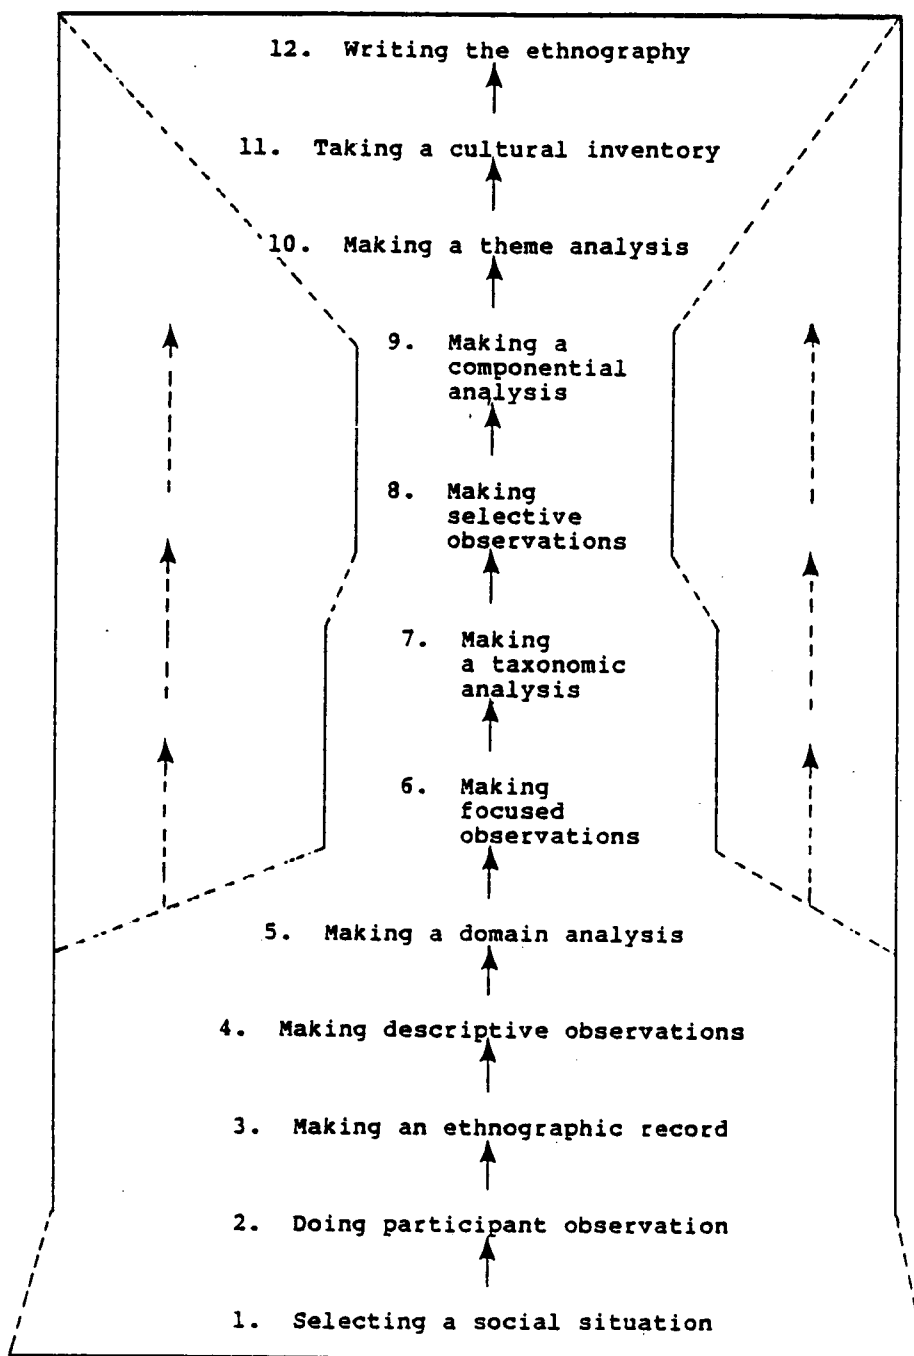 12. Writing the ethnography
11. Taking a cultural inventory
10. Making a theme analysis
9. Making a
componential
analysis
8. Making
selective
observations
7. Making
a taxonomic
analysis
6. Making
focused
observations
5. Making a domain analysis
4. Making descriptive observations
3. Making an ethnographic record
2. Doing participant observation
1. Selecting a social situation